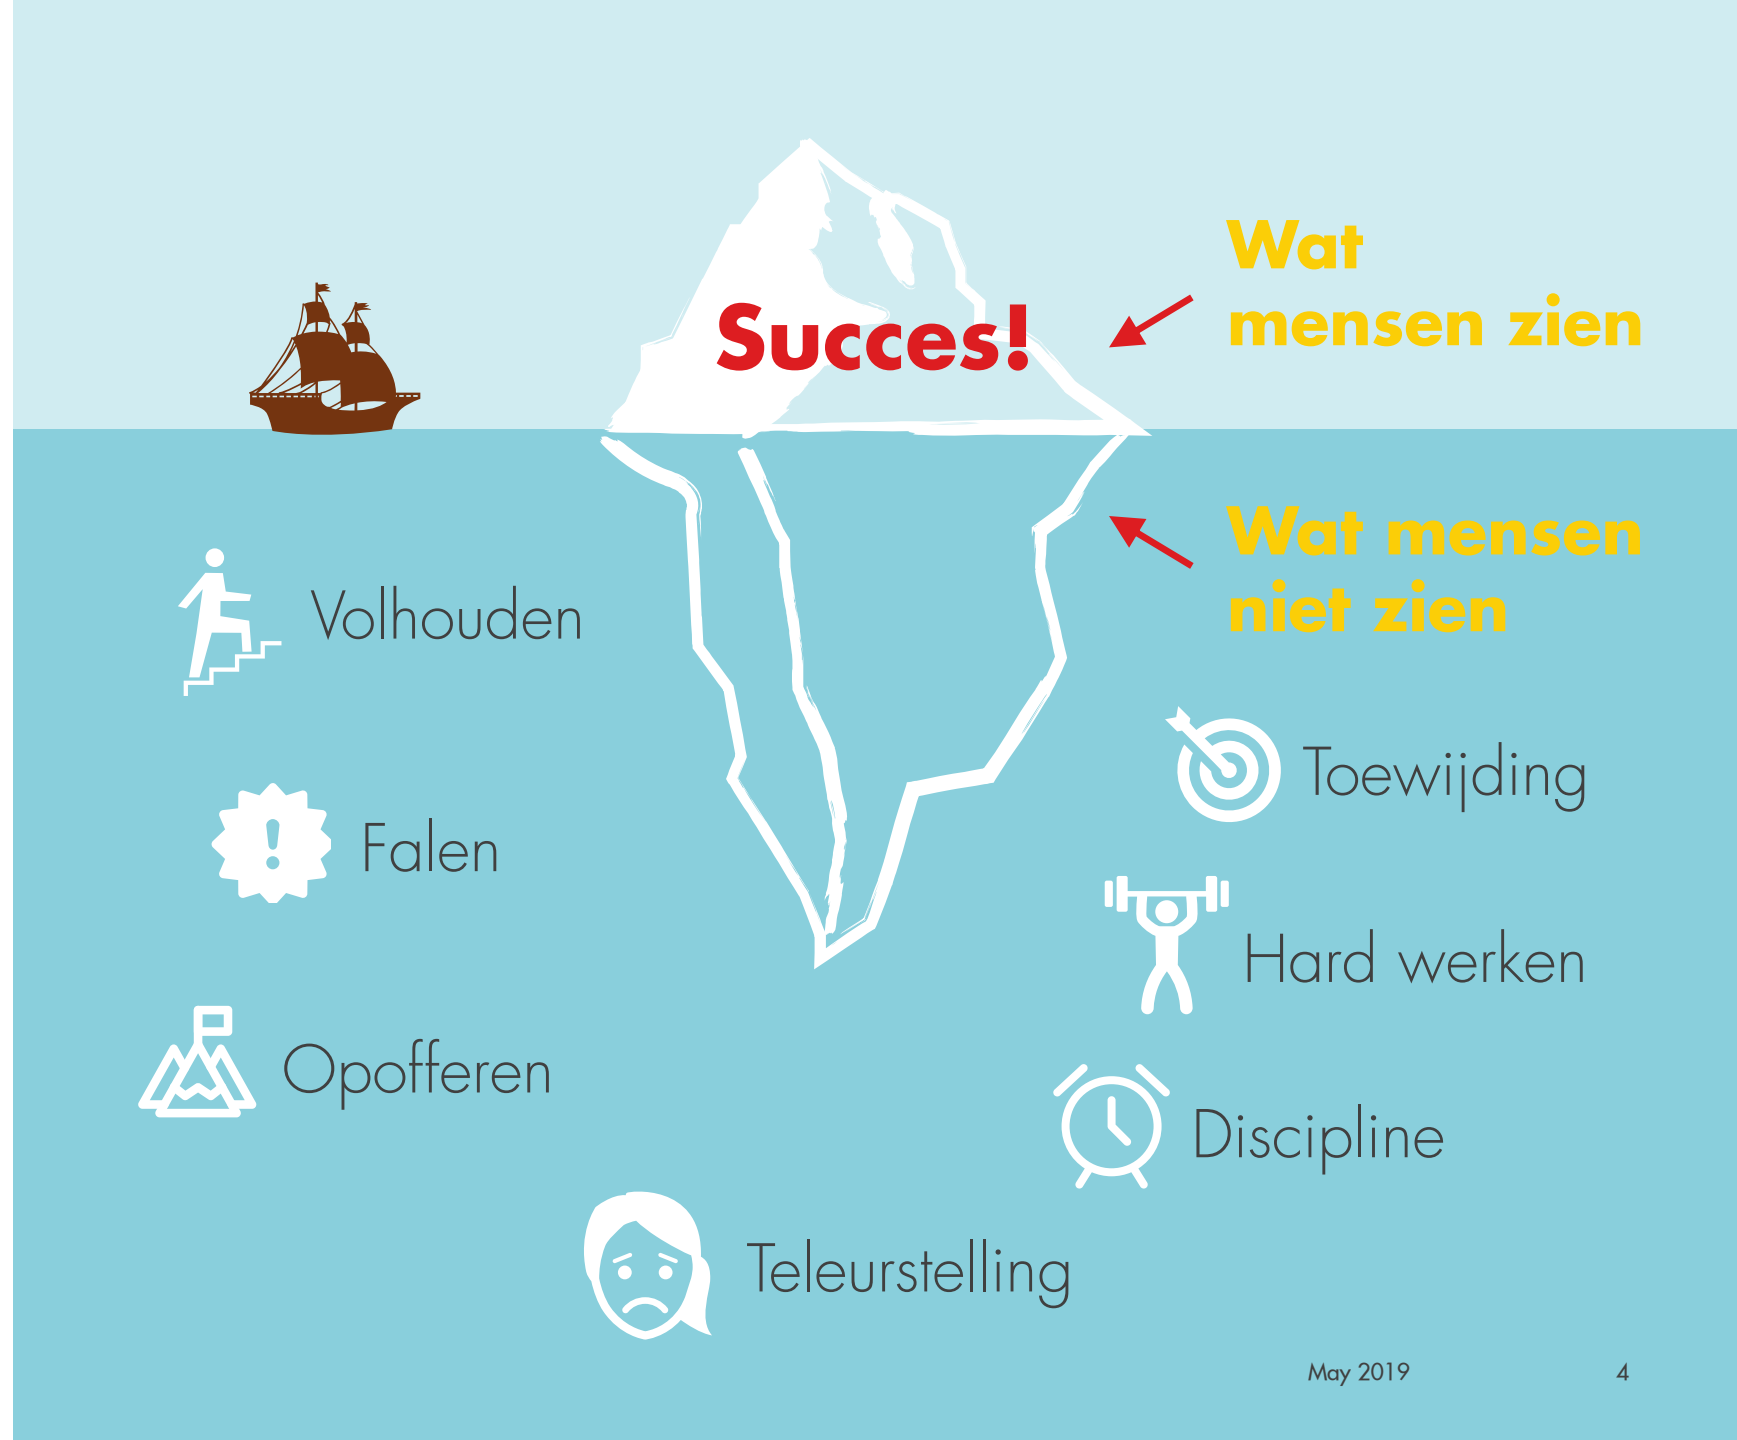 Wat
mensen zien
Succes!
Wat mensen
niet zien
Volhouden
Toewijding
Falen
Hard werken
Opofferen
Discipline
Teleurstelling
May 2019 4